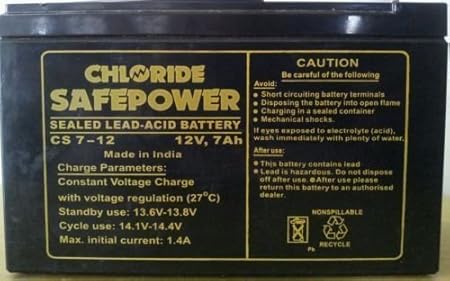 CHLORIDE
SAFEPOWER
SEALED LEAD-ACID BATTERY
CS 7-12 12V, 7Ah
Made in India
Charge Parameters:
Constant Voltage Charge
with voltage regulation (27°C)
Standby use: 13.6V-13.8V
Cycle use: 14.1V-14.4V
Max. initial current: 1.4A
CAUTION
Be careful of the following
Avoid:
• Short circuiting battery terminals
• Disposing the battery into open flame
• Charging in a sealed container
• Mechanical shocks.
If eyes exposed to electrolyte (acid),
wash immediately with plenty of water.
After use:
• This battery contains lead
• Lead is hazardous. Do not dispose
off after use. •After use please return
this battery to an authorised
dealer.
NONSPILLABLE
Pb
RECYCLE